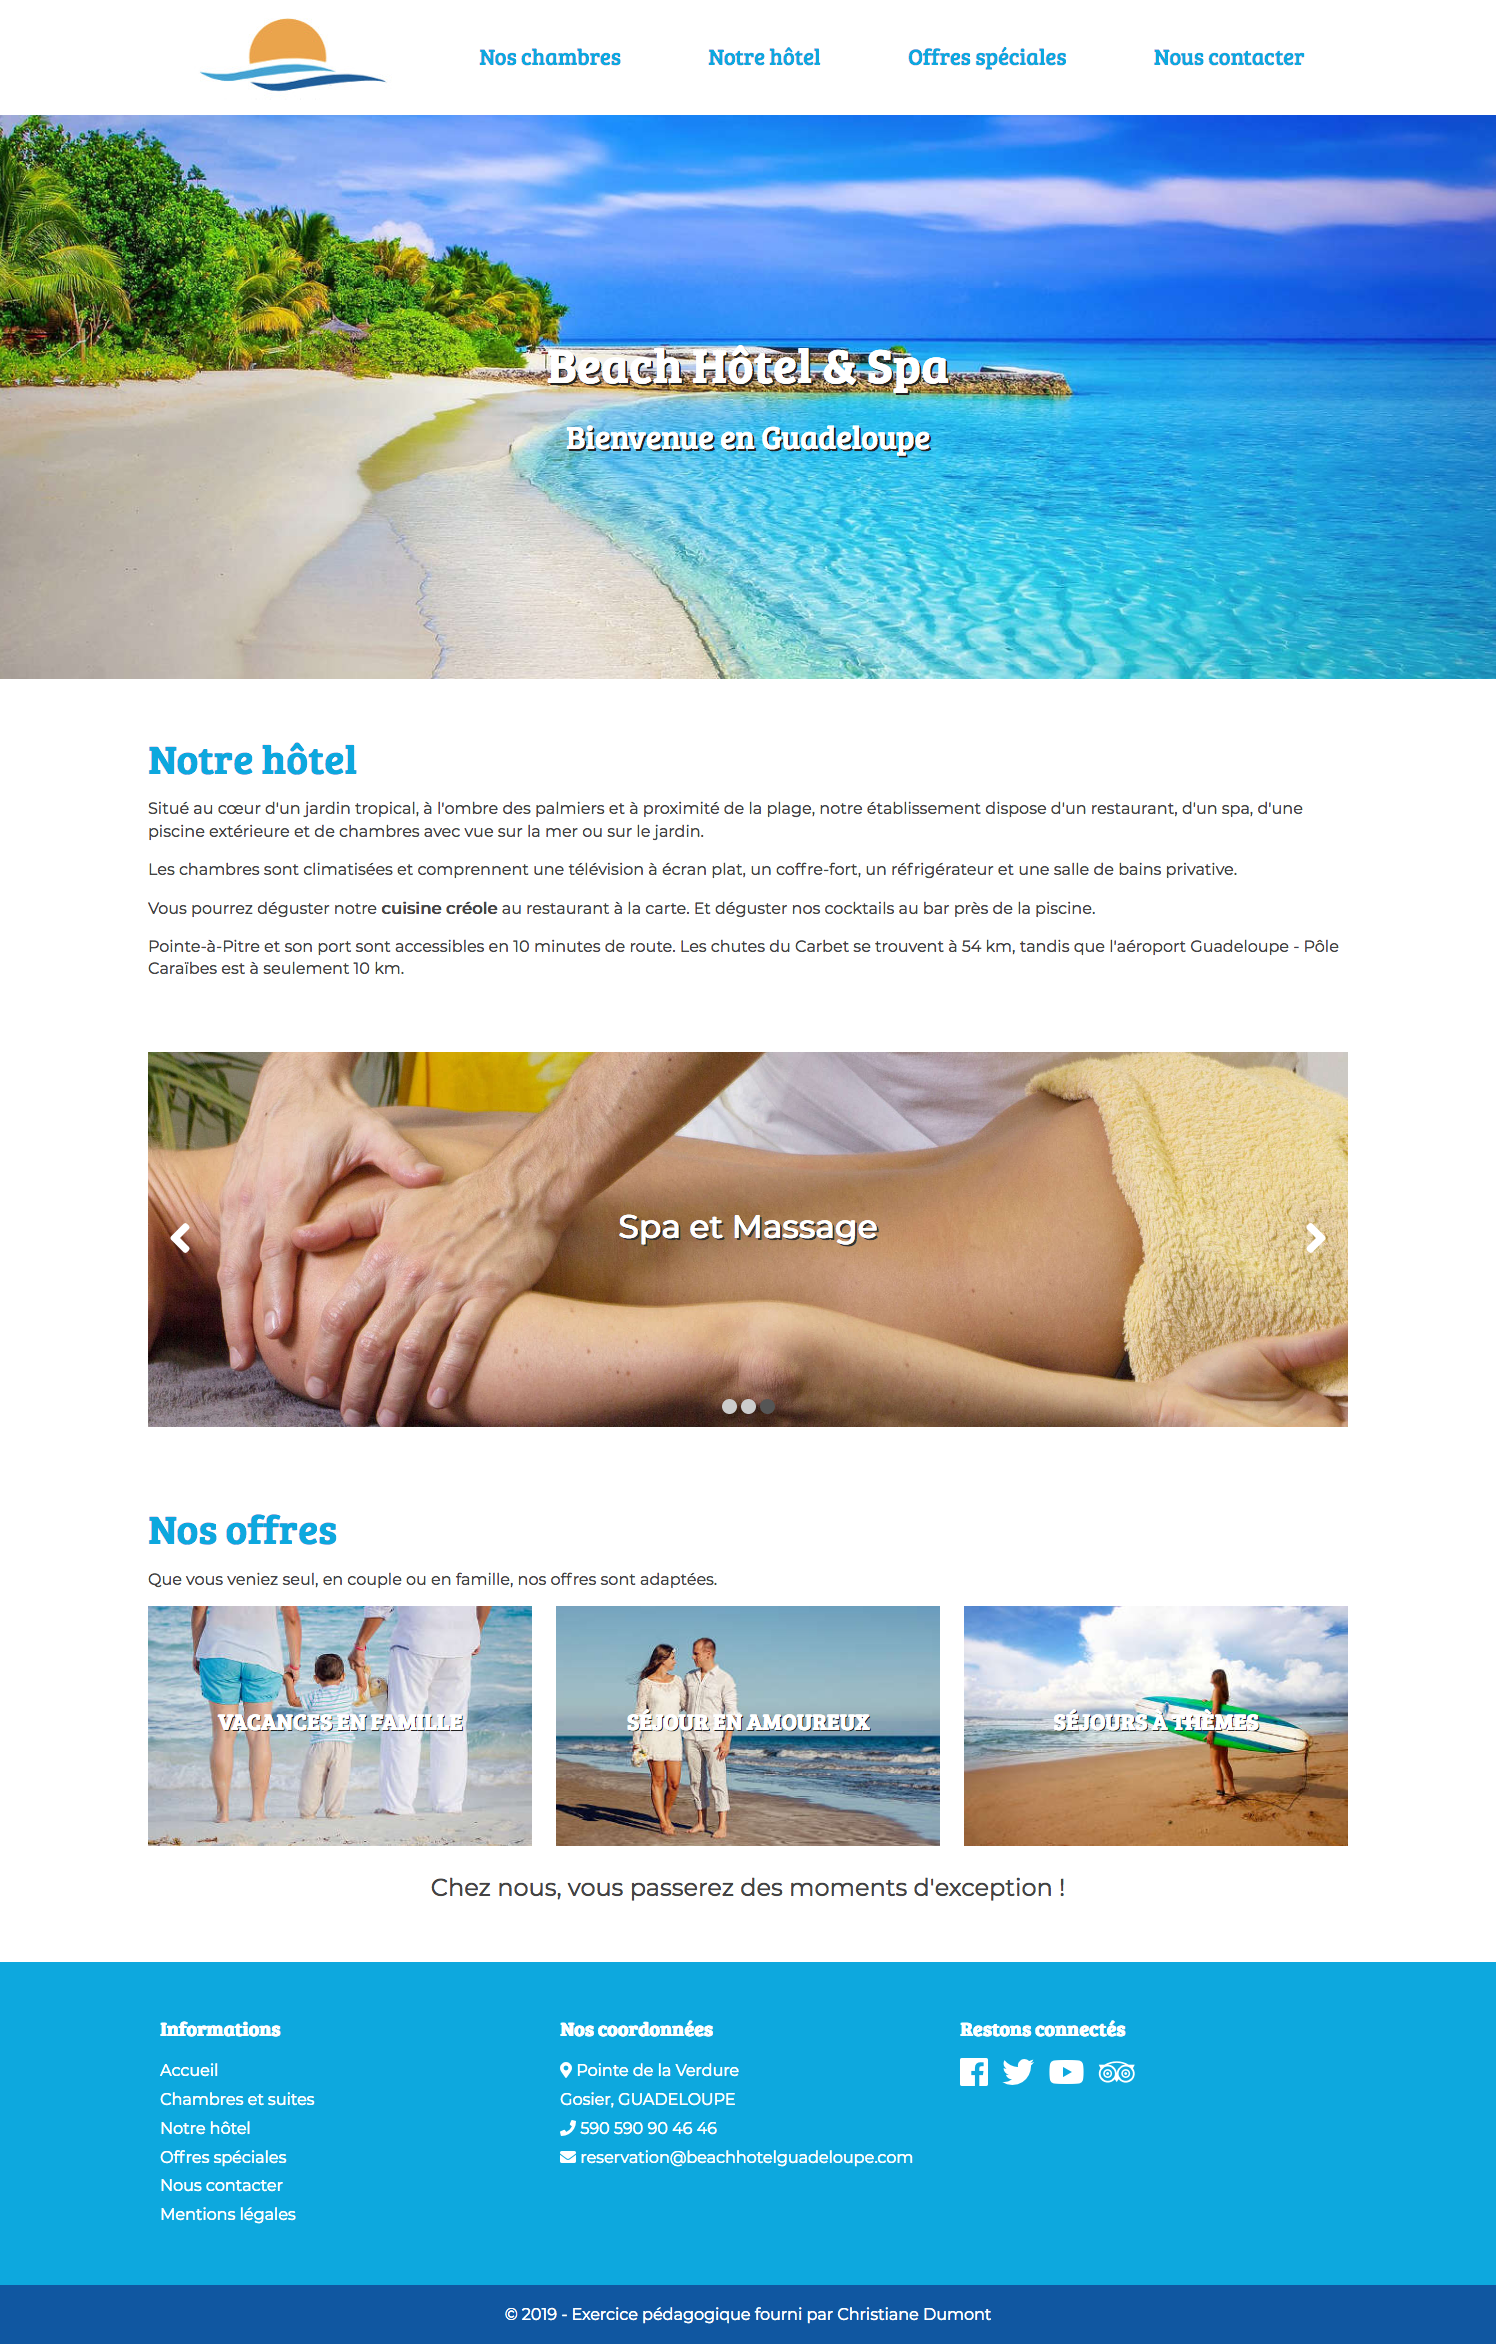 Nos chambres
Notre hôtel
Offres spéciales
Nous contacter
Beach Hôtel & Spa
Bienvenue en Guadeloupe
Notre hôtel
Situé au cœur d'un jardin tropical, à l'ombre des palmiers et à proximité de la plage, notre établissement dispose d'un restaurant, d'un spa, d'une
piscine extérieure et de chambres avec vue sur la mer ou sur le jardin.
Les chambres sont climatisées et comprennent une télévision à écran plat, un coffre-fort, un réfrigérateur et une salle de bains privative.
Vous pourrez déguster notre cuisine créole au restaurant à la carte. Et déguster nos cocktails au bar près de la piscine.
Pointe-à-Pitre et son port sont accessibles en 10 minutes de route. Les chutes du Carbet se trouvent à 54 km, tandis que l'aéroport Guadeloupe - Pôle
Caraïbes est à seulement 10 km.
Spa et Massage
Nos offres
Que vous veniez seul, en couple ou en famille, nos offres sont adaptées.
VACANCES EN FAMILLE
SÉJOUR EN AMOUREUX
SÉJOURS À THÈMES
Chez nous, vous passerez des moments d'exception !
Informations
Accueil
Chambres et suites
Notre hôtel
Offres spéciales
Nous contacter
Mentions légales
Nos coordonnées
Pointe de la Verdure
Gosier, GUADELOUPE
590 590 90 46 46
reservation@beachhotelguadeloupe.com
Restons connectés
© 2019 - Exercice pédagogique fourni par Christiane Dumont